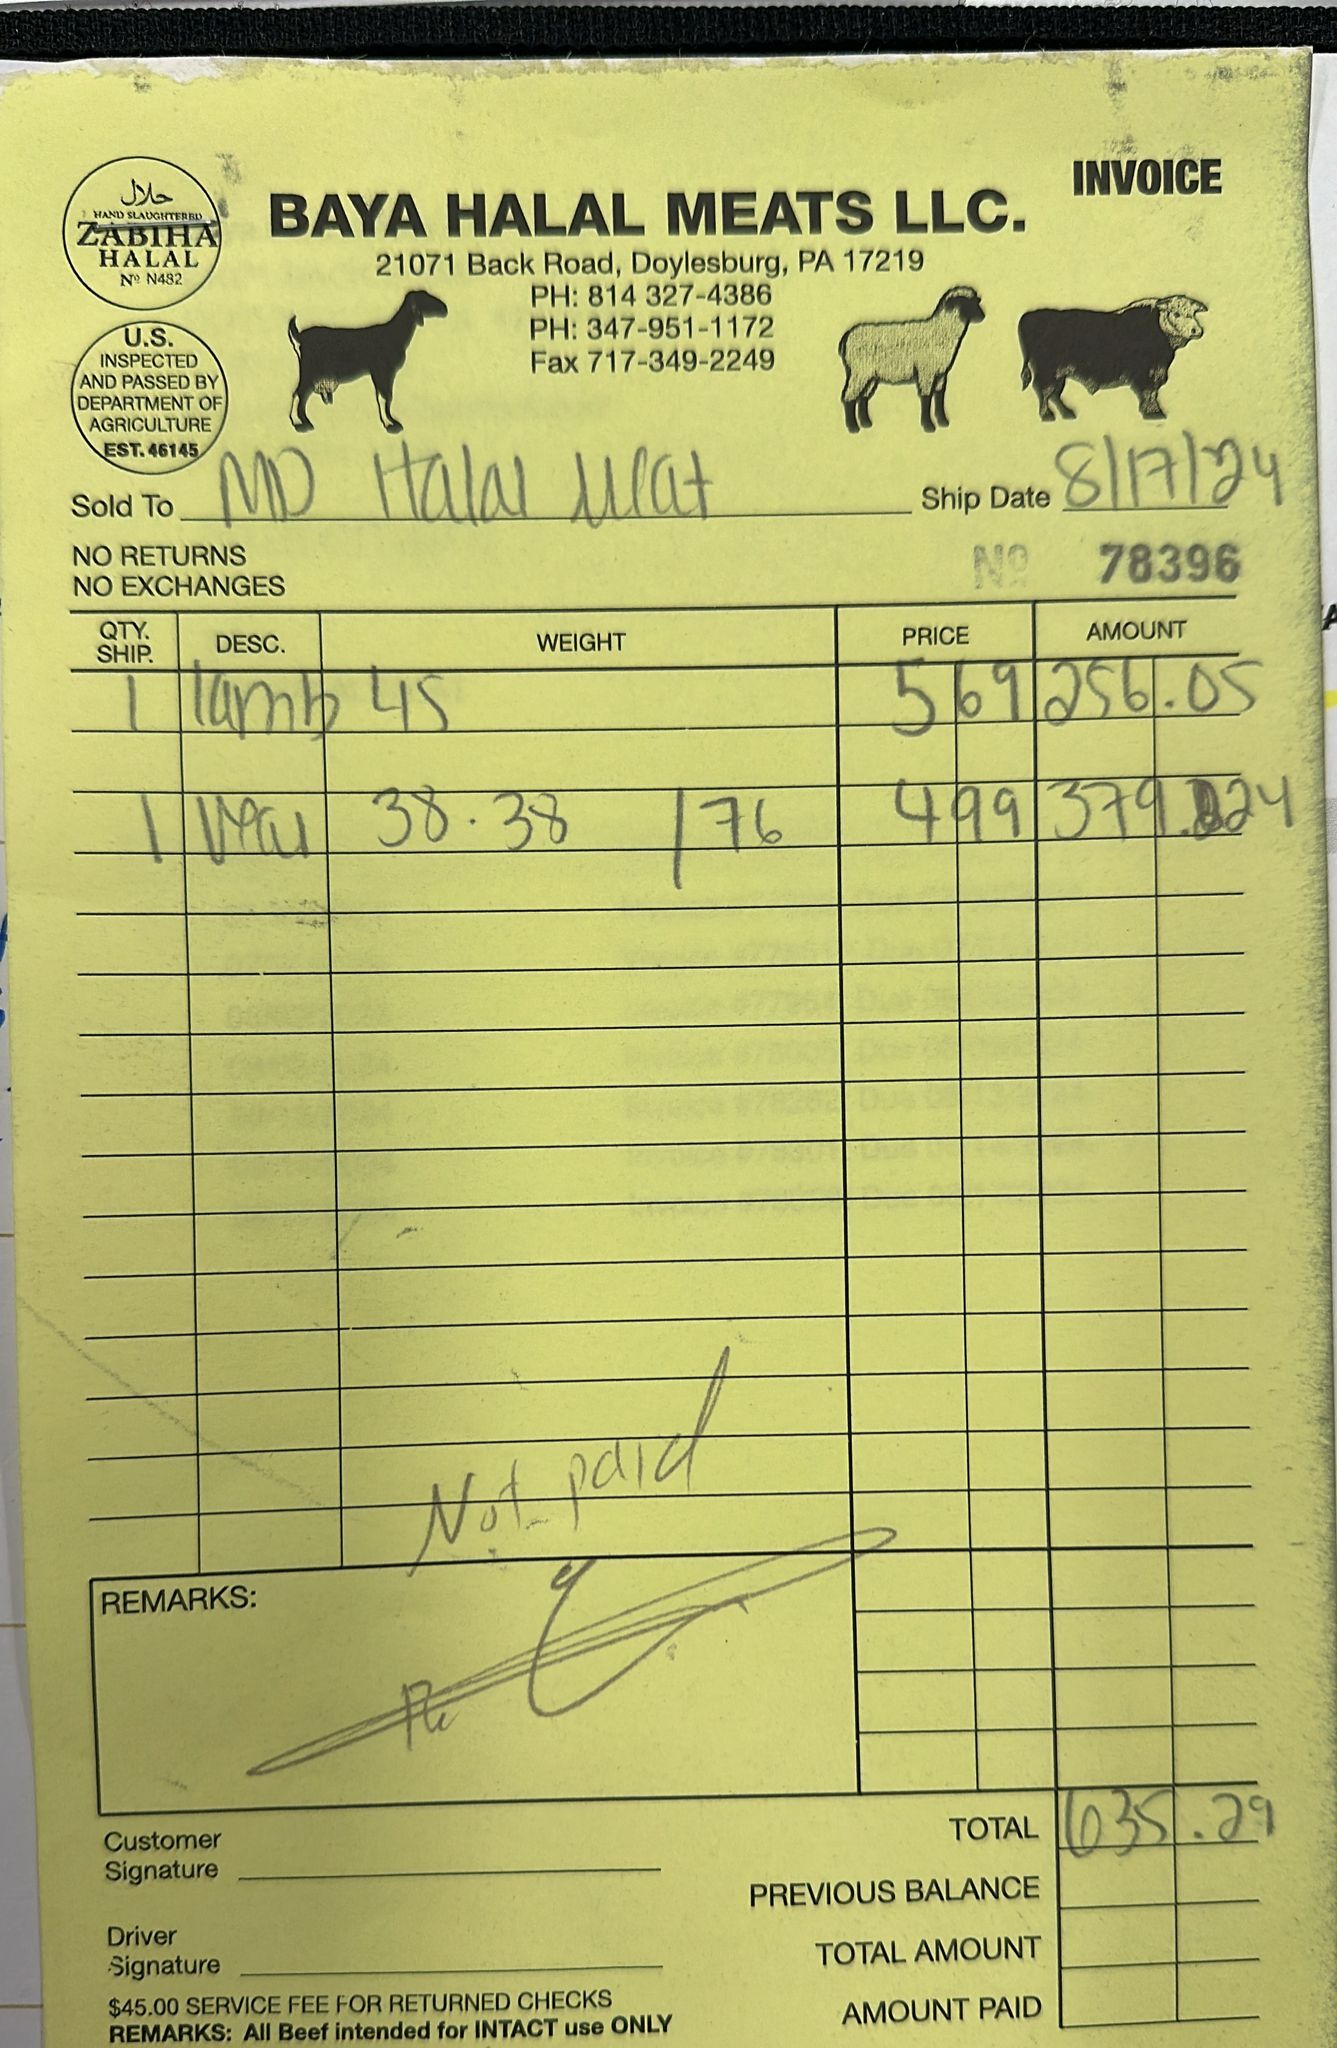 INVOICE
حلال
HAND SLAUGHTERED
ZABIHA
HALAL
Nº N482
BAYA HALAL MEATS LLC.
21071 Back Road, Doylesburg, PA 17219
PH: 814 327-4386
PH: 347-951-1172
Fax 717-349-2249
U.S.
INSPECTED
AND PASSED BY
DEPARTMENT OF
AGRICULTURE
EST. 46145
Sold To MD Halal Meat Ship Date 8/17/24
NO RETURNS
NO EXCHANGES
Nº 78396
QTY. SHIP. DESC. WEIGHT PRICE AMOUNT
1 lamb 45 5 69 256.05
1 Veal 38.38 /76 4 99 379.24
Not paid
REMARKS:
Customer
Signature
TOTAL 635.29
PREVIOUS BALANCE
Driver
Signature
TOTAL AMOUNT
AMOUNT PAID
$45.00 SERVICE FEE FOR RETURNED CHECKS
REMARKS: All Beef intended for INTACT use ONLY